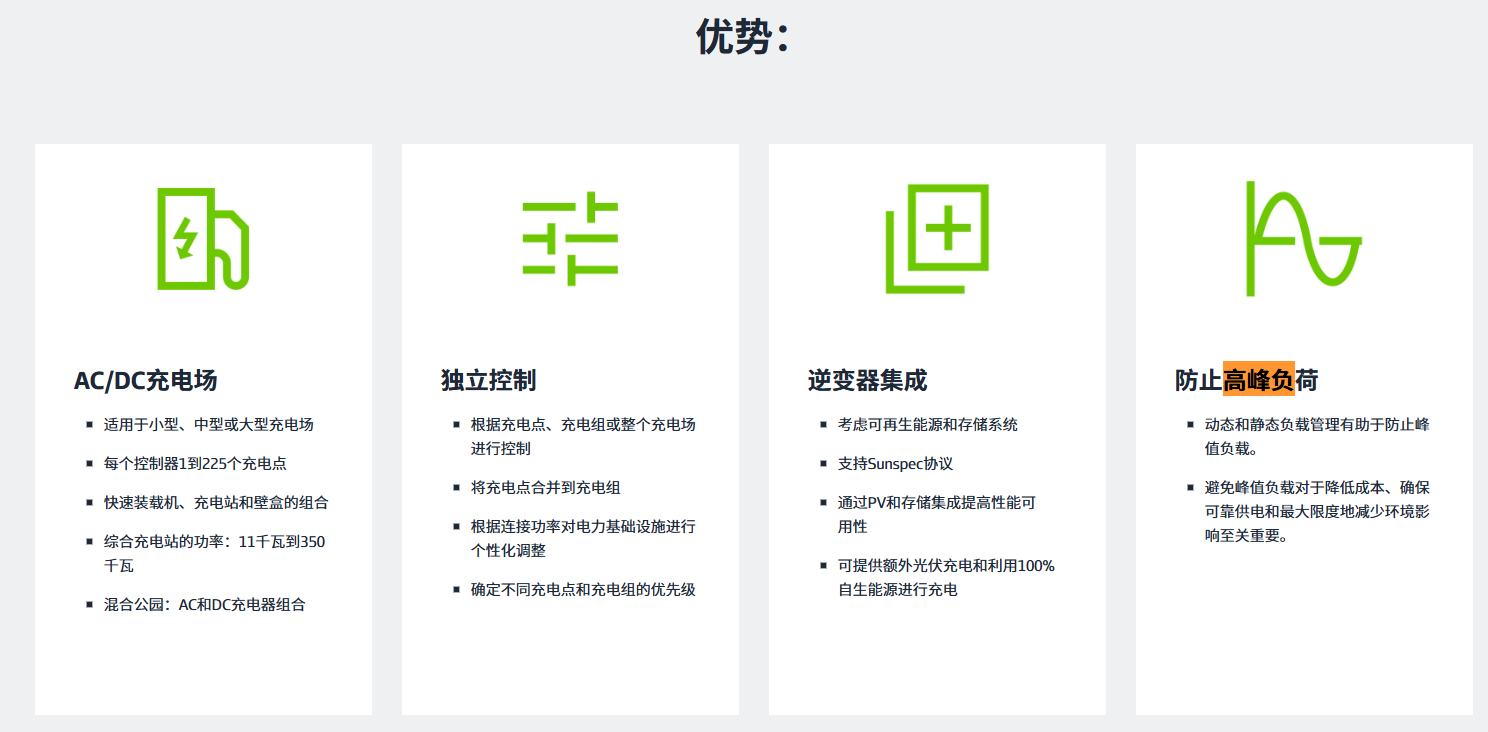 优势：
AC/DC充电场
适用于小型、中型或大型充电场
每个控制器1到225个充电点
快速装载机、充电站和壁盒的组合
综合充电站的功率：11千瓦到350
千瓦
混合公园：AC和DC充电器组合
独立控制
根据充电点、充电组或整个充电场
进行控制
将充电点合并到充电组
根据连接功率对电力基础设施进行
个性化调整
确定不同充电点和充电组的优先级
逆变器集成
考虑可再生能源和存储系统
支持Sunspec协议
通过PV和存储集成提高性能可
用性
可提供额外光伏充电和利用100%
自生能源进行充电
防止高峰负荷
动态和静态负载管理有助于防止峰
值负载。
避免峰值负载对于降低成本、确保
可靠供电和最大限度地减少环境影
响至关重要。